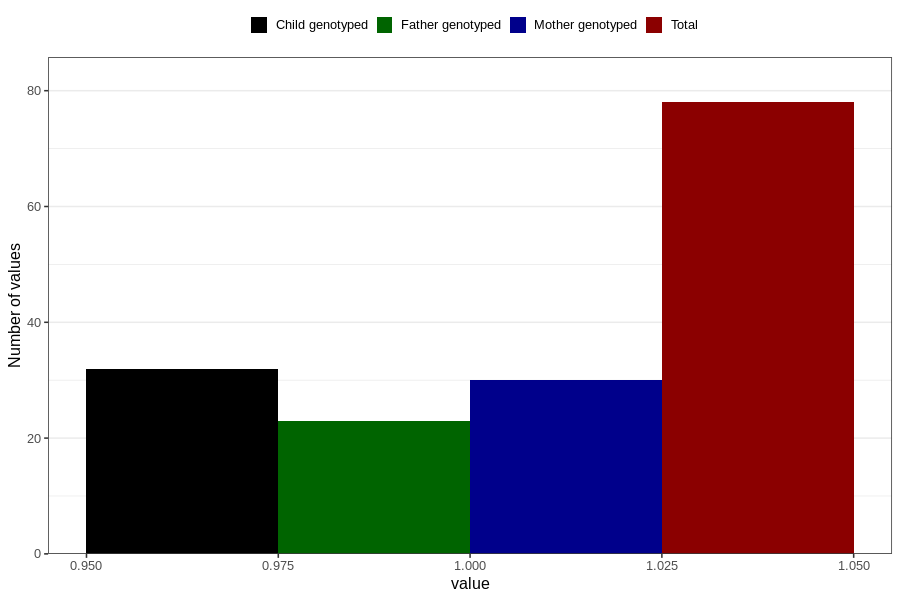 Child genotyped Father genotyped Mother genotyped Total
Number of values
80
60
40
20
0
0.950 0.975 1.000 1.025 1.050
value